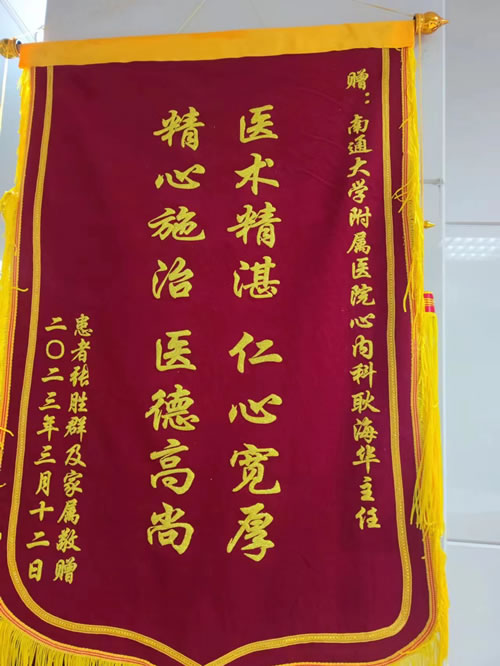 赠：南通大学附属医院心内科耿海华主任
医术精湛 仁心宽厚
精心施治 医德高尚
患者张胜群及家属敬赠
二〇二三年三月十二日